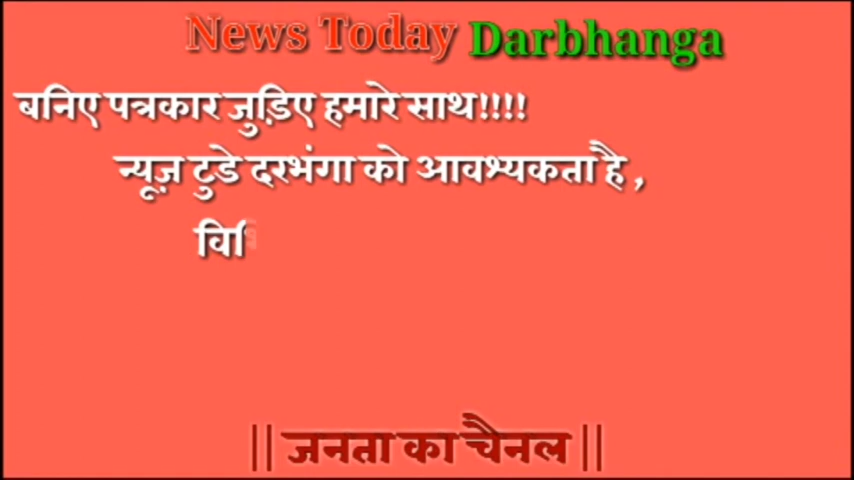 News Today Darbhanga
बनिए पत्रकार जुड़िए हमारे साथ!!!!
न्यूज़ टुडे दरभंगा को आवश्यकता है ,
|| जनता का चैनल ||